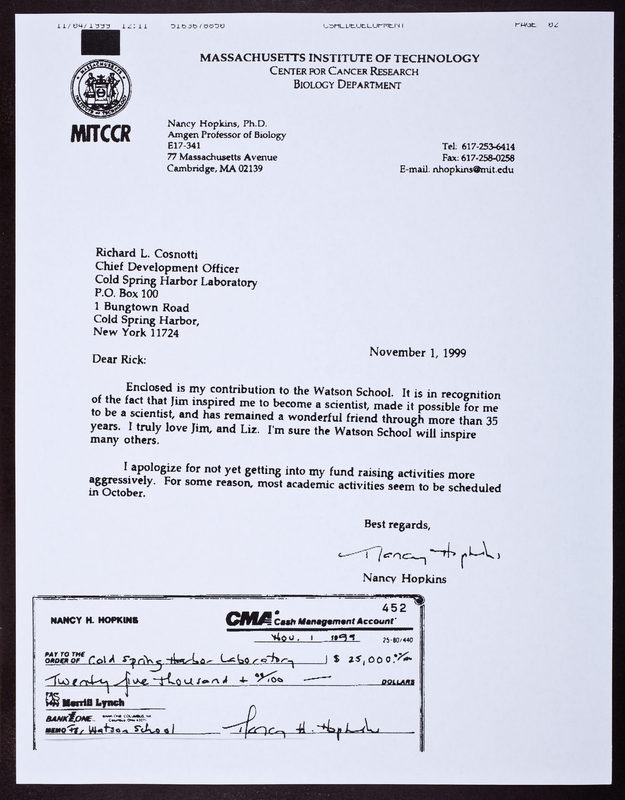 11/04/1999 12:11 5163676850 CSHLDEVELOPMENT PAGE 02
MASSACHUSETTS INSTITUTE OF TECHNOLOGY
CENTER FOR CANCER RESEARCH
BIOLOGY DEPARTMENT
MITCCR
Nancy Hopkins, Ph.D.
Amgen Professor of Biology
E17-341
77 Massachusetts Avenue
Cambridge, MA 02139
Tel: 617-253-6414
Fax: 617-258-0258
E-mail: nhopkins@mit.edu
Richard L. Cosnotti
Chief Development Officer
Cold Spring Harbor Laboratory
P.O. Box 100
1 Bungtown Road
Cold Spring Harbor,
New York 11724
November 1, 1999
Dear Rick:
Enclosed is my contribution to the Watson School. It is in recognition
of the fact that Jim inspired me to become a scientist, made it possible for me
to be a scientist, and has remained a wonderful friend through more than 35
years. I truly love Jim, and Liz. I'm sure the Watson School will inspire
many others.
I apologize for not yet getting into my fund raising activities more
aggressively. For some reason, most academic activities seem to be scheduled
in October.
Best regards,
Nancy Hopkins
Nancy Hopkins
452
NANCY H. HOPKINS
CMA Cash Management Account
Nov. 1 1999
25-80/440
PAY TO THE
ORDER OF Cold Spring Harbor Laboratory $ 25,000.
Twenty five thousand + 00/100 DOLLARS
Merrill Lynch
BANK ONE
MEMO Watson School
Nancy H. Hopkins